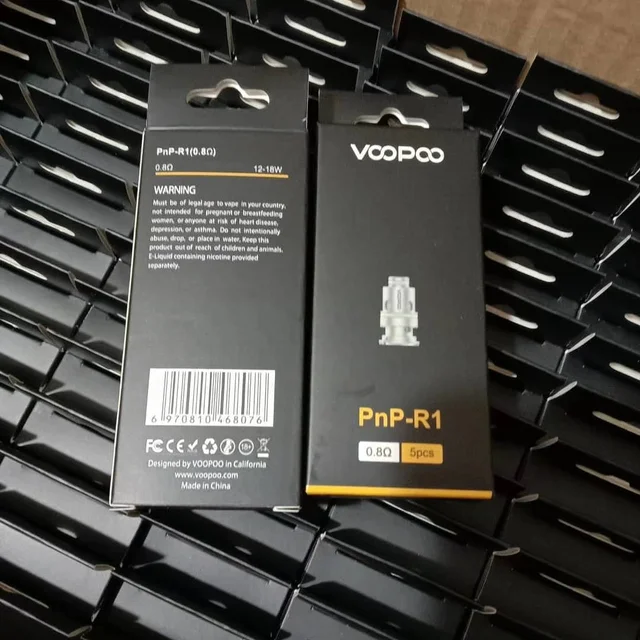 PnP-R1(0.8Ω)
0.8Ω 12-18W
WARNING
Must be of legal age to vape in your country,
not intended for pregnant or breastfeeding
women, or persons at risk of heart disease,
depression, or asthma. Do not intentionally
abuse, drop, or place in water, Keep this
product out of reach of children and animals.
E-Liquid containing nicotine provided
separately.
6 970810 468076
FC CE 18+
Designed by VOOPOO in California
www.voopoo.com
Made in China
VOOPOO
PnP-R1
0.8Ω 5pcs